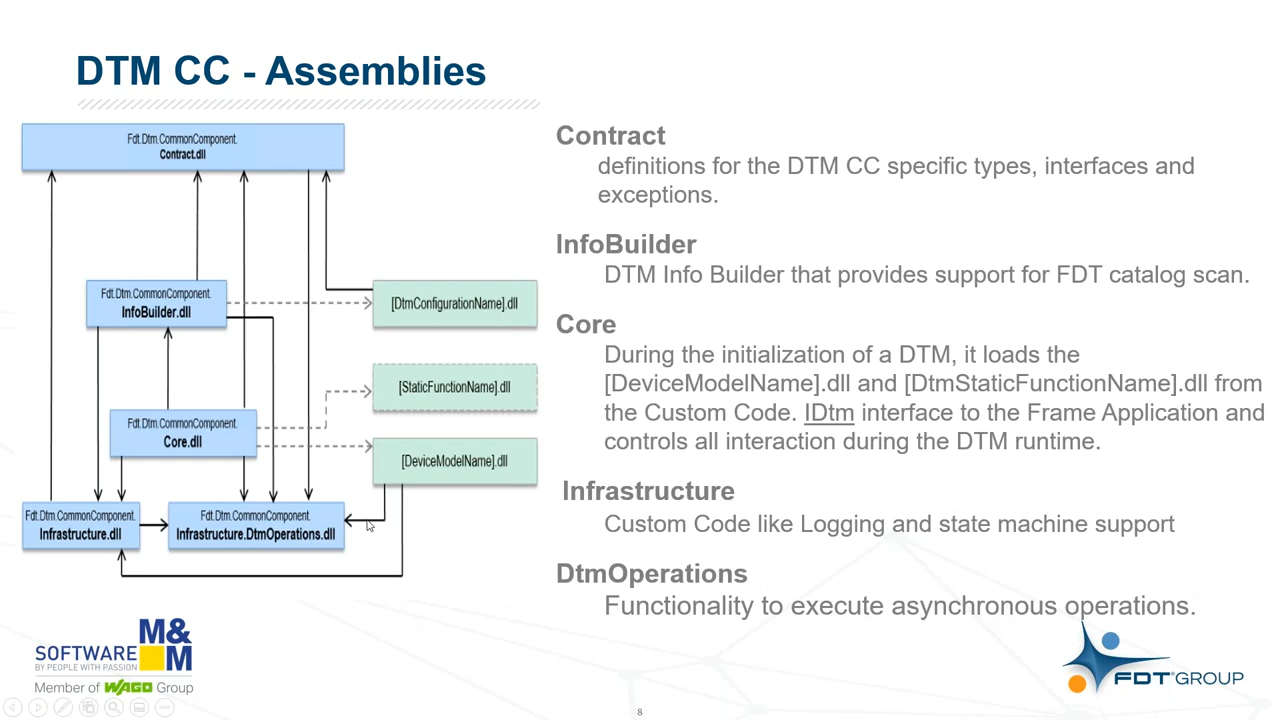 DTM CC - Assemblies
Fdt.Dtm.CommonComponent.
Contract.dll
Fdt.Dtm.CommonComponent.
InfoBuilder.dll
[DtmConfigurationName].dll
[StaticFunctionName].dll
Fdt.Dtm.CommonComponent.
Core.dll
[DeviceModelName].dll
Fdt.Dtm.CommonComponent.
Infrastructure.dll
Fdt.Dtm.CommonComponent.
Infrastructure.DtmOperations.dll
Contract
definitions for the DTM CC specific types, interfaces and
exceptions.
InfoBuilder
DTM Info Builder that provides support for FDT catalog scan.
Core
During the initialization of a DTM, it loads the
[DeviceModelName].dll and [DtmStaticFunctionName].dll from
the Custom Code. IDtm interface to the Frame Application and
controls all interaction during the DTM runtime.
Infrastructure
Custom Code like Logging and state machine support
DtmOperations
Functionality to execute asynchronous operations.
M&M
SOFTWARE
BY PEOPLE WITH PASSION
Member of WAGO Group
FDT® GROUP
8